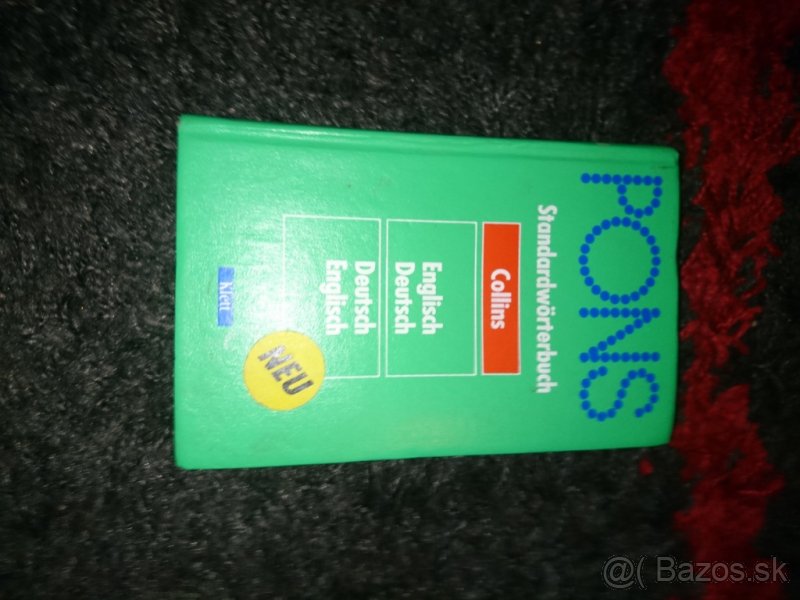 PONS
Standardwörterbuch
Collins
Englisch
Deutsch
Deutsch
Englisch
NEU
Klett
@( Bazos.sk